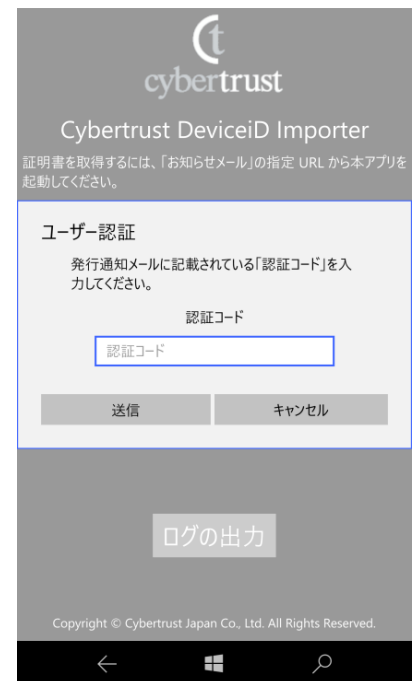 cybertrust
Cybertrust DeviceiD Importer
証明書を取得するには、「お知らせメール」の指定 URL から本アプリを
起動してください。
ユーザー認証
発行通知メールに記載されている「認証コード」を入
力してください。
認証コード
認証コード
送信 キャンセル
ログの出力
Copyright © Cybertrust Japan Co., Ltd. All Rights Reserved.